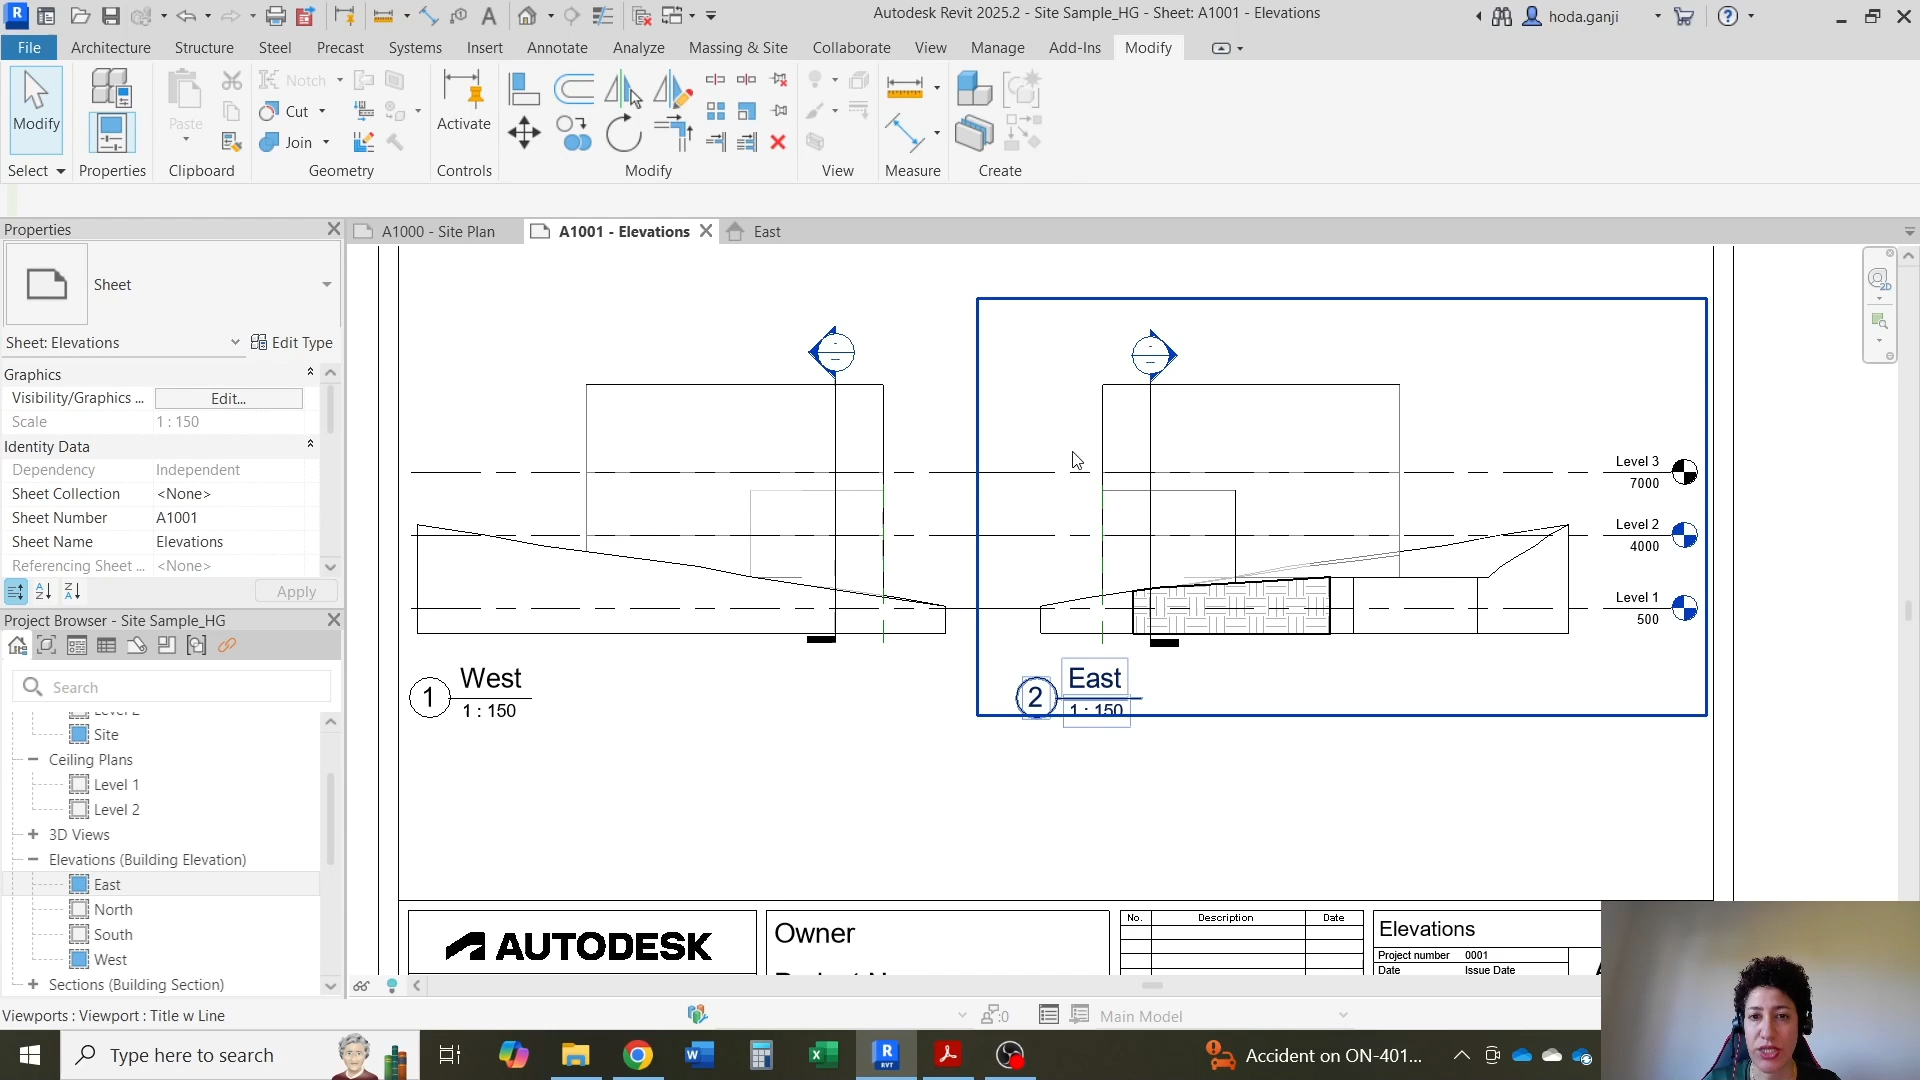 Autodesk Revit 2025.2 - Site Sample_HG - Sheet: A1001 - Elevations
hoda.ganji
File Architecture Structure Steel Precast Systems Insert Annotate Analyze Massing & Site Collaborate View Manage Add-Ins Modify
Modify
Paste
Notch
Cut
Join
Activate
Select Properties Clipboard Geometry Controls Modify View Measure Create
Properties
A1000 - Site Plan
A1001 - Elevations
East
Sheet
Sheet: Elevations
Edit Type
Graphics
Visibility/Graphics ... Edit...
Scale 1 : 150
Identity Data
Dependency Independent
Sheet Collection <None>
Sheet Number A1001
Sheet Name Elevations
Referencing Sheet ... <None>
Apply
Project Browser - Site Sample_HG
Search
Level 2
Site
Ceiling Plans
Level 1
Level 2
3D Views
Elevations (Building Elevation)
East
North
South
West
Sections (Building Section)
Level 3
7000
Level 2
4000
Level 1
500
1 West
1 : 150
2 East
1 : 150
AUTODESK
Owner
No. Description Date
Elevations
Project number 0001
Date Issue Date
Viewports : Viewport : Title w Line
:0
Main Model
Type here to search
Accident on ON-401...